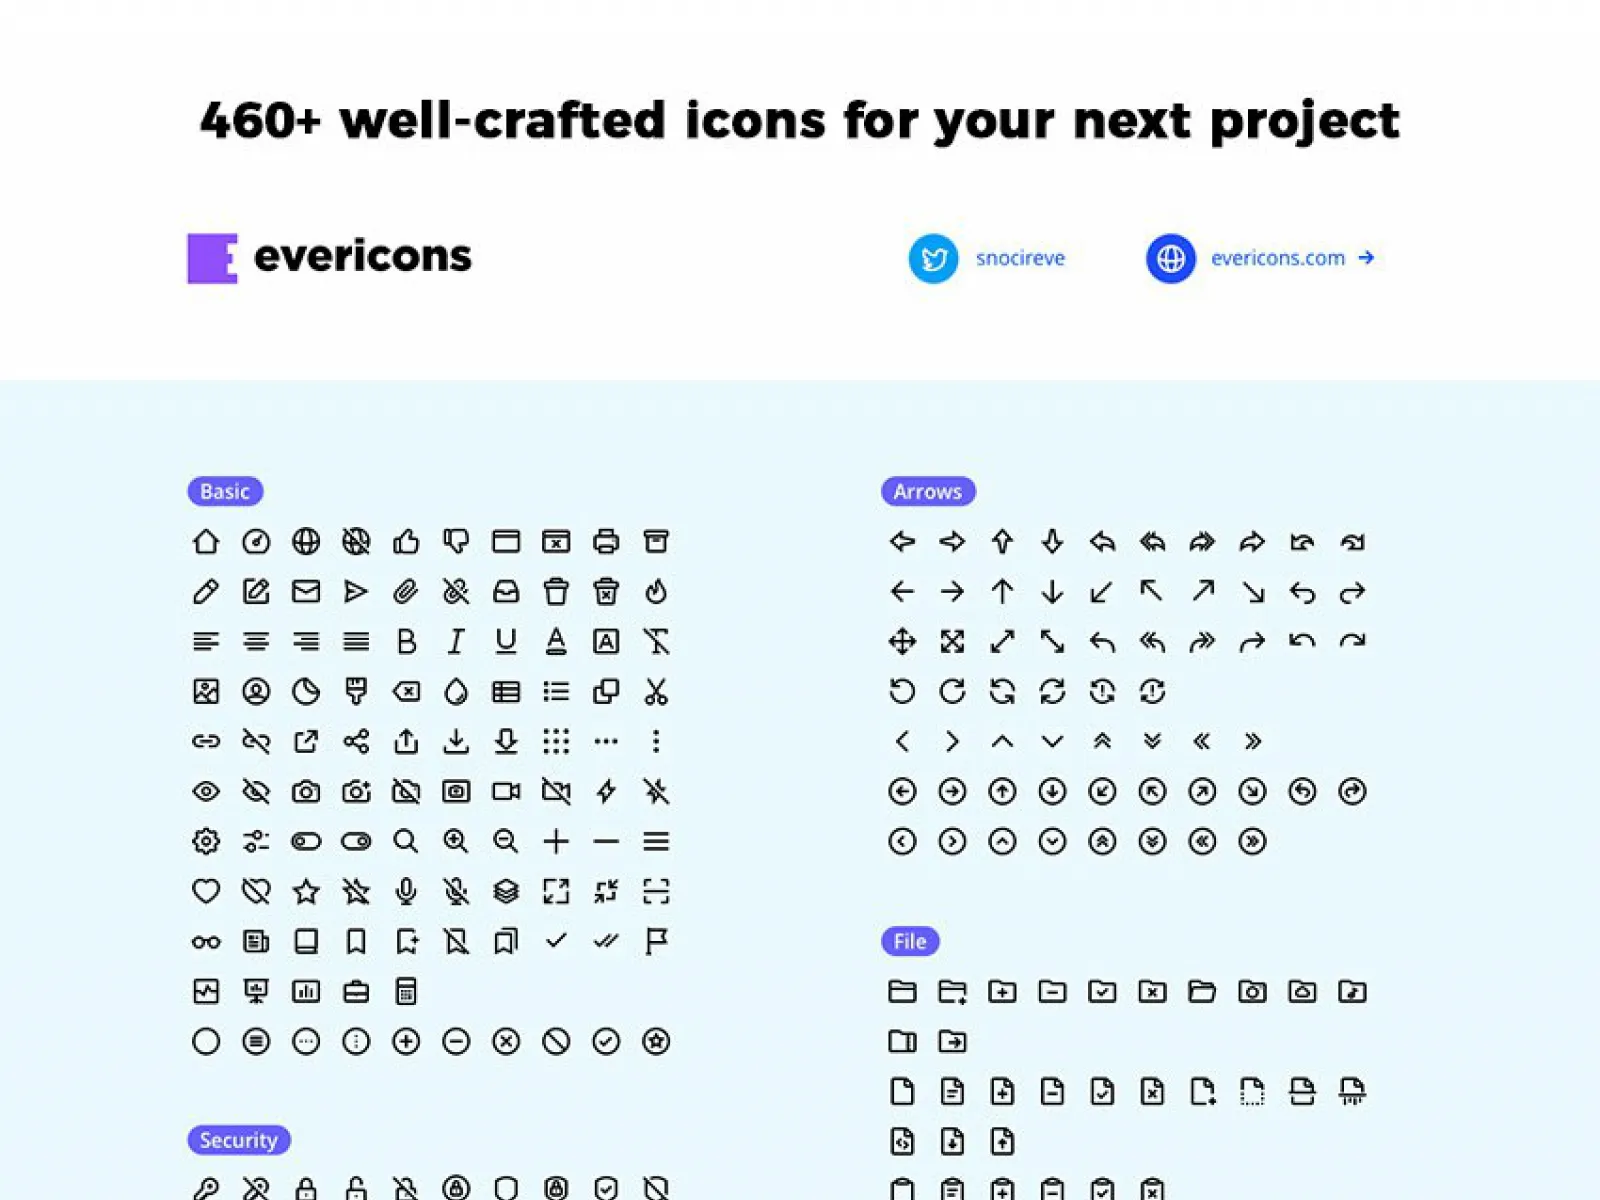 460+ well-crafted icons for your next project
evericons
snocireve
evericons.com →
Basic
Arrows
File
Security